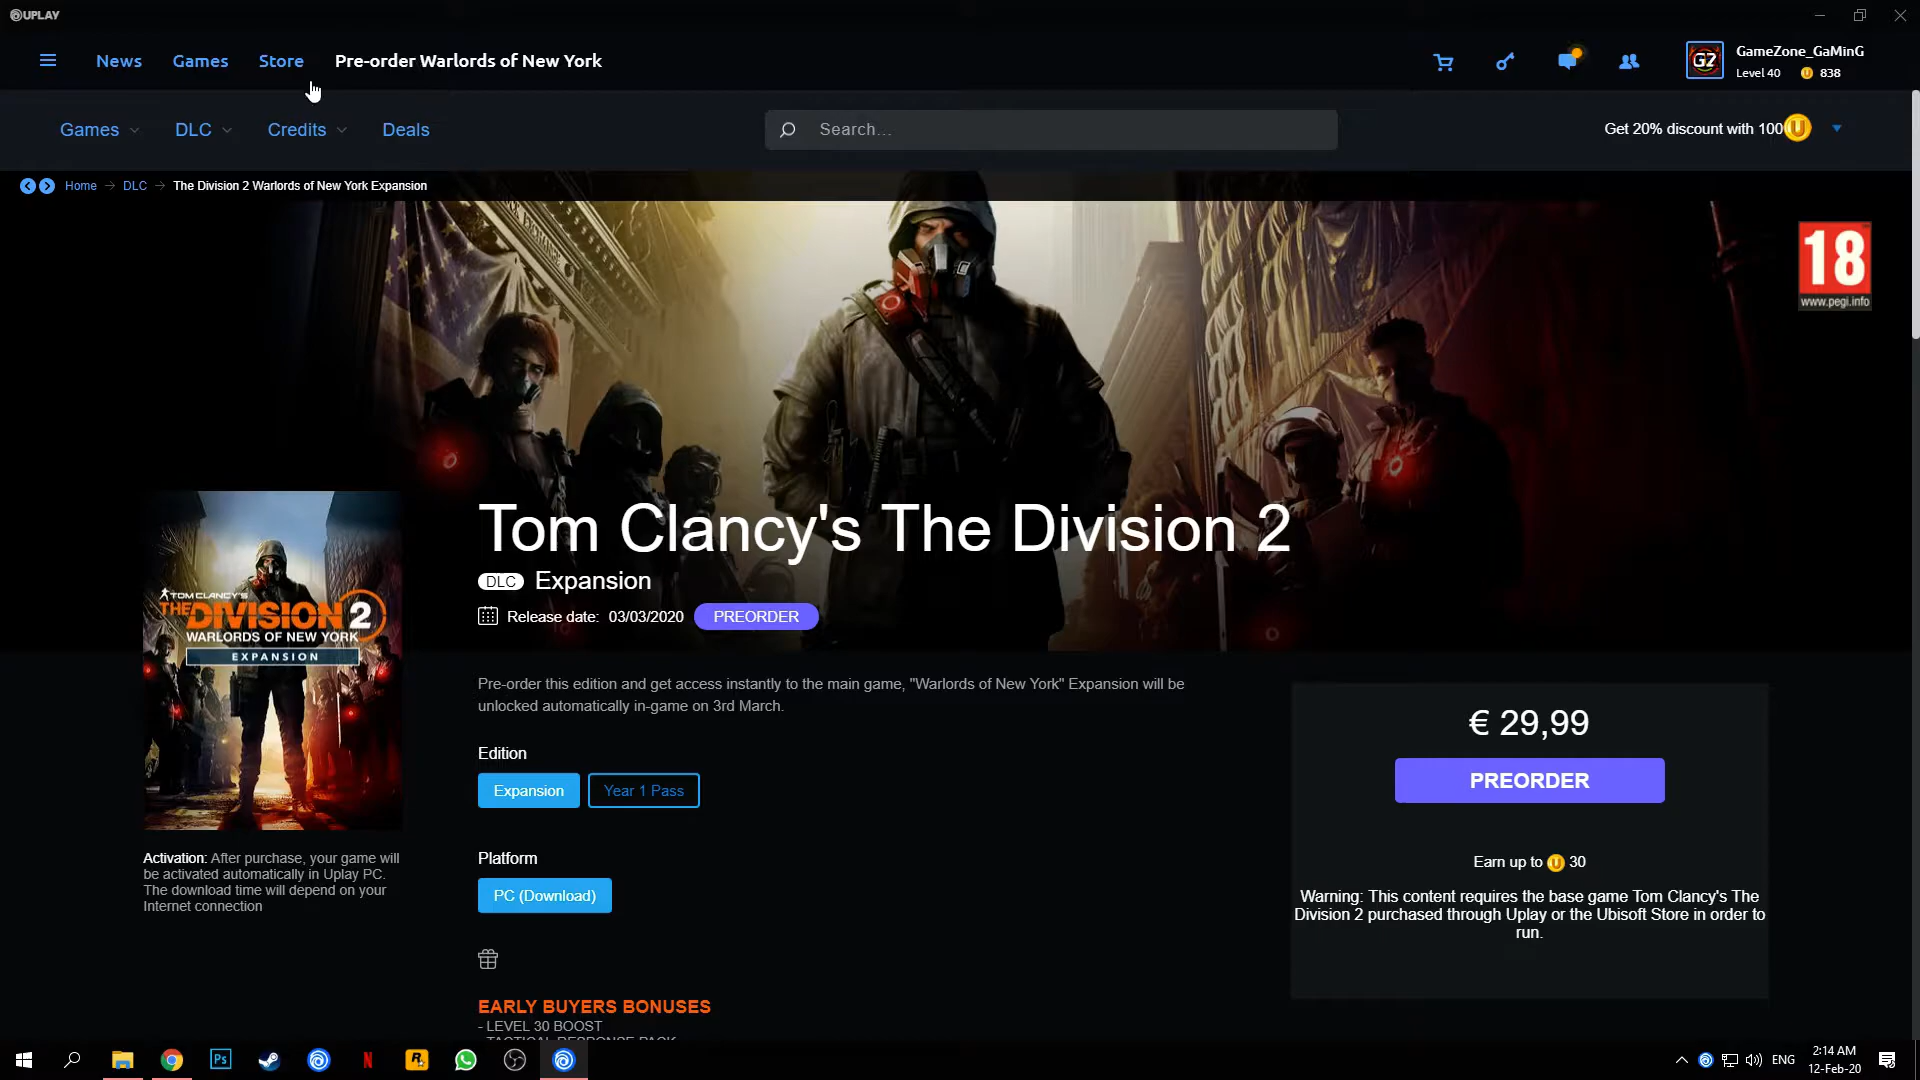 UPLAY
News
Games
Store
Pre-order Warlords of New York
GZ
GameZone_GaMinG
Level 40
838
Games
DLC
Credits
Deals
Search...
Get 20% discount with 100
Home
DLC
The Division 2 Warlords of New York Expansion
18
www.pegi.info
Tom Clancy's The Division 2
DLC
Expansion
Release date: 03/03/2020
PREORDER
TOM CLANCY'S
THE DIVISION 2
WARLORDS OF NEW YORK
EXPANSION
Pre-order this edition and get access instantly to the main game, "Warlords of New York" Expansion will be
unlocked automatically in-game on 3rd March.
€ 29,99
PREORDER
Edition
Expansion
Year 1 Pass
Activation: After purchase, your game will
be activated automatically in Uplay PC.
The download time will depend on your
Internet connection
Platform
PC (Download)
Earn up to 30
Warning: This content requires the base game Tom Clancy's The
Division 2 purchased through Uplay or the Ubisoft Store in order to
run.
EARLY BUYERS BONUSES
- LEVEL 30 BOOST
- TACTICAL RESPONSE PACK
Ps
N
R
ENG
2:14 AM
12-Feb-20